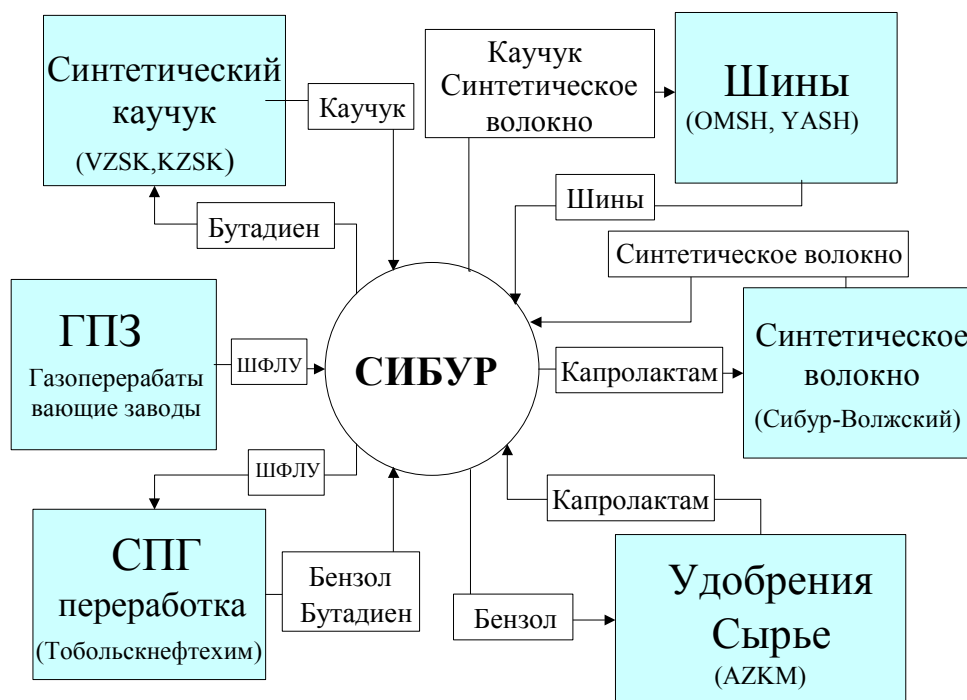 Синтетический
каучук
(VZSK,KZSK)
Каучук
Каучук
Синтетическое
волокно
Шины
(OMSH, YASH)
Шины
Бутадиен
Синтетическое волокно
ГПЗ
Газоперерабаты
вающие заводы
ШФЛУ
СИБУР
Капролактам
Синтетическое
волокно
(Сибур-Волжский)
ШФЛУ
Капролактам
СПГ
переработка
(Тобольскнефтехим)
Бензол
Бутадиен
Бензол
Удобрения
Сырье
(AZKM)